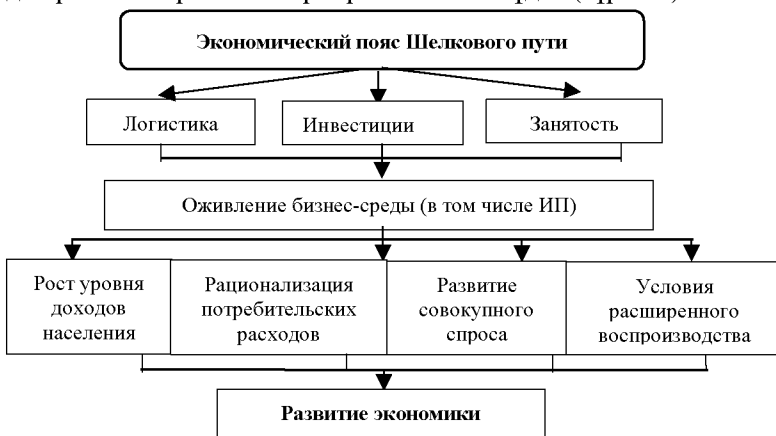 Экономический пояс Шелкового пути
Логистика
Инвестиции
Занятость
Оживление бизнес-среды (в том числе ИП)
Рост уровня
доходов
населения
Рационализация
потребительских
расходов
Развитие
совокупного
спроса
Условия
расширенного
воспроизводства
Развитие экономики